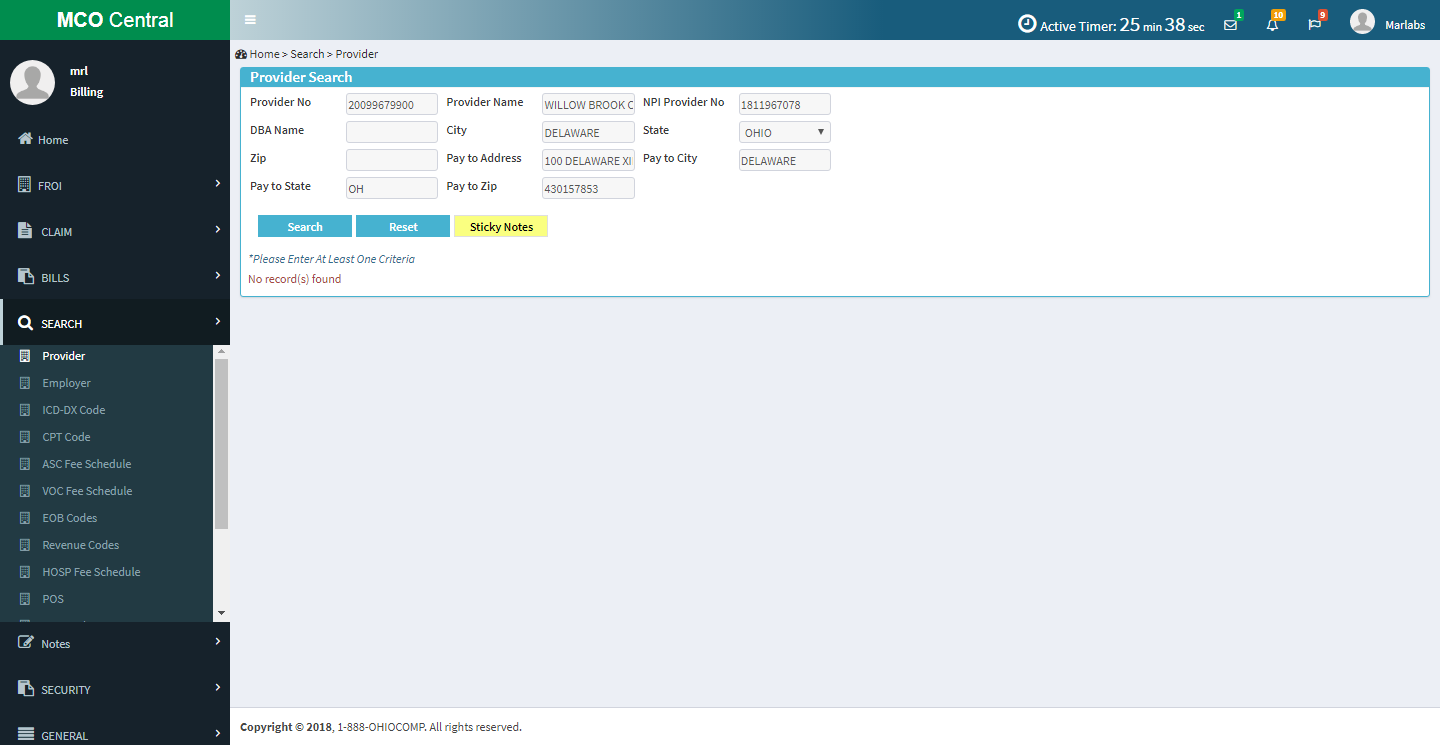 MCO Central
Active Timer: 25 min 38 sec
1
10
9
Marlabs
mrl
Billing
Home
FROI
CLAIM
BILLS
SEARCH
Provider
Employer
ICD-DX Code
CPT Code
ASC Fee Schedule
VOC Fee Schedule
EOB Codes
Revenue Codes
HOSP Fee Schedule
POS
Notes
SECURITY
GENERAL
Home > Search > Provider
Provider Search
Provider No 20099679900 Provider Name WILLOW BROOK C NPI Provider No 1811967078
DBA Name City DELAWARE State OHIO
Zip Pay to Address 100 DELAWARE XI Pay to City DELAWARE
Pay to State OH Pay to Zip 430157853
Search Reset Sticky Notes
*Please Enter At Least One Criteria
No record(s) found
Copyright © 2018, 1-888-OHIOCOMP. All rights reserved.